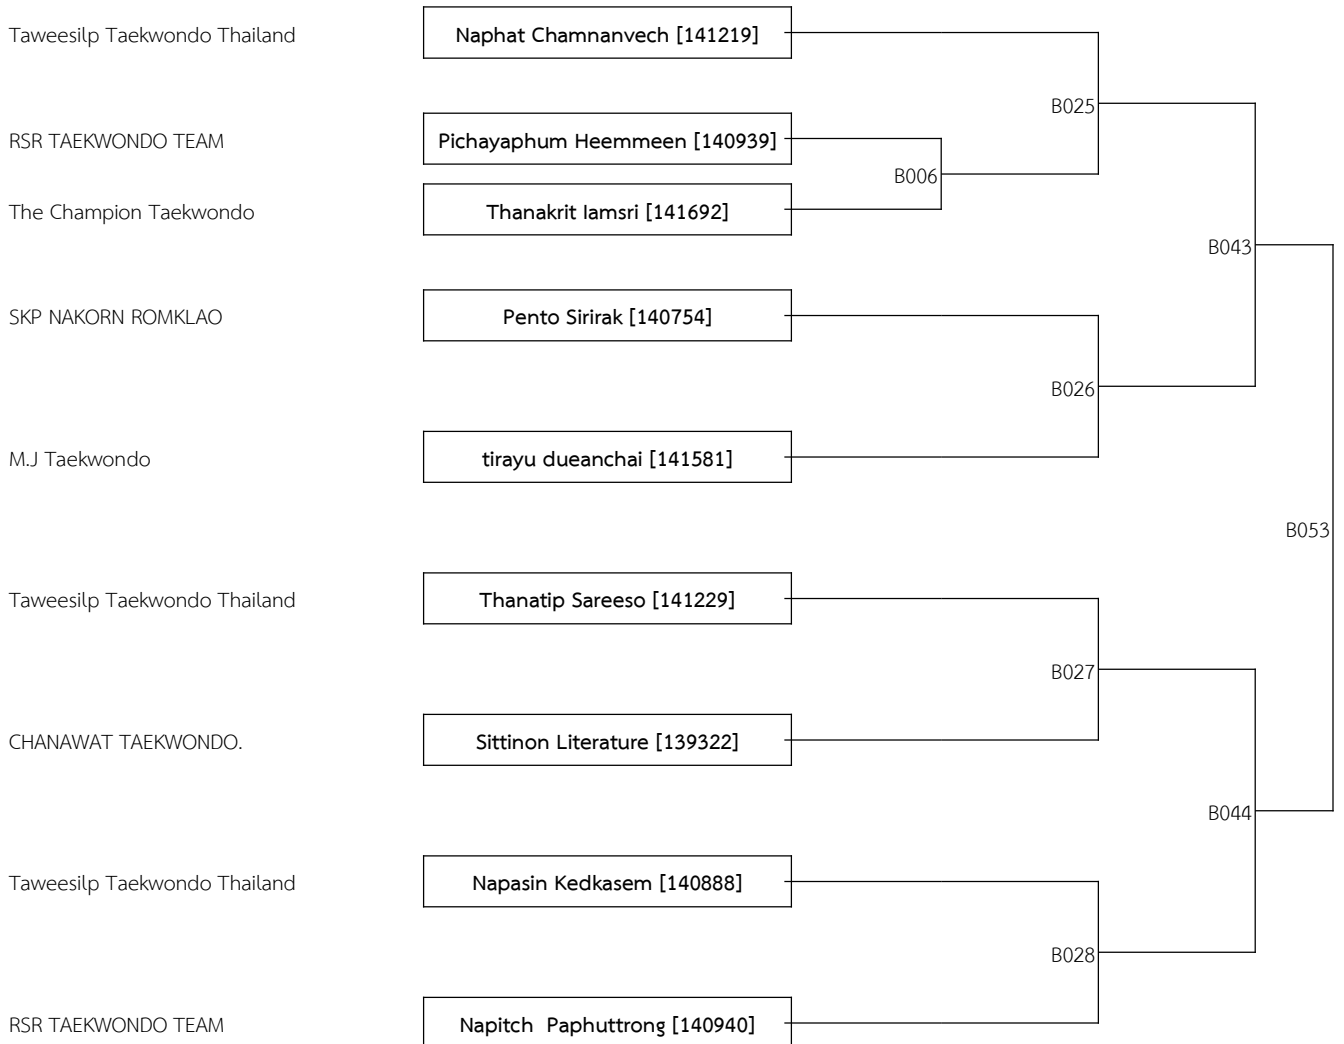 Taweesilp Taekwondo Thailand Naphat Chamnanvech [141219]
B025
RSR TAEKWONDO TEAM Pichayaphum Heemmeen [140939]
B006
The Champion Taekwondo Thanakrit Iamsri [141692]
B043
SKP NAKORN ROMKLAO Pento Sirirak [140754]
B026
M.J Taekwondo tirayu dueanchai [141581]
B053
Taweesilp Taekwondo Thailand Thanatip Sareeso [141229]
B027
CHANAWAT TAEKWONDO. Sittinon Literature [139322]
B044
Taweesilp Taekwondo Thailand Napasin Kedkasem [140888]
B028
RSR TAEKWONDO TEAM Napitch  Paphuttrong [140940]